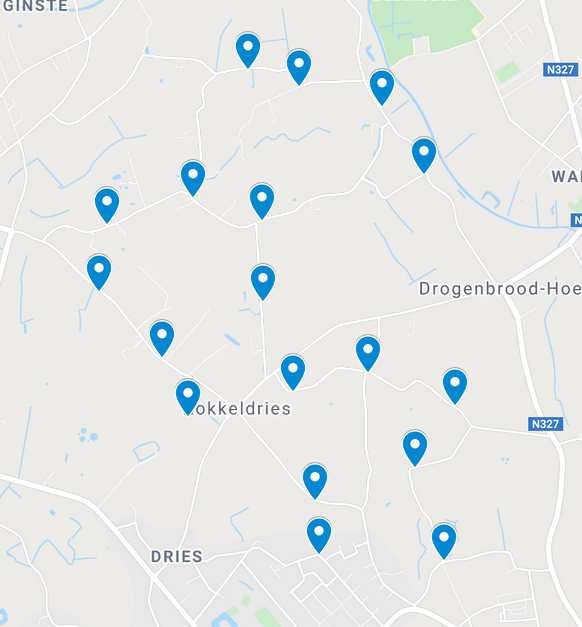 GINSTE
N327
WA
N
Drogenbrood-Hoe
okkeldries
N327
DRIES